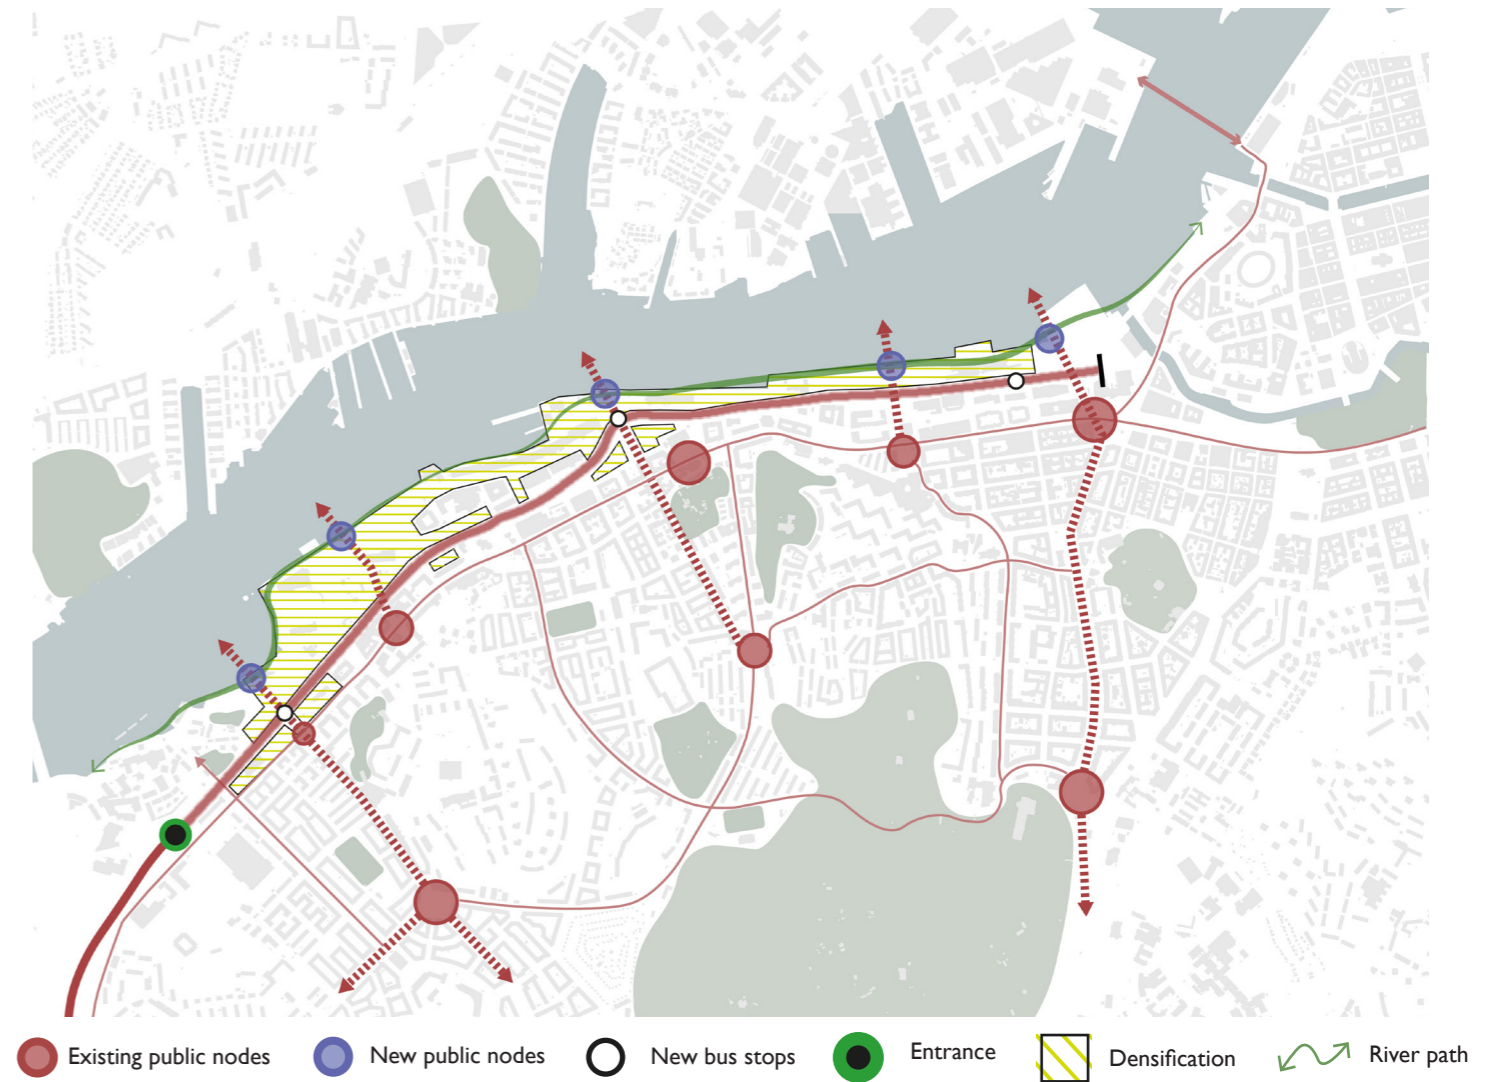 Existing public nodes
New public nodes
New bus stops
Entrance
Densification
River path